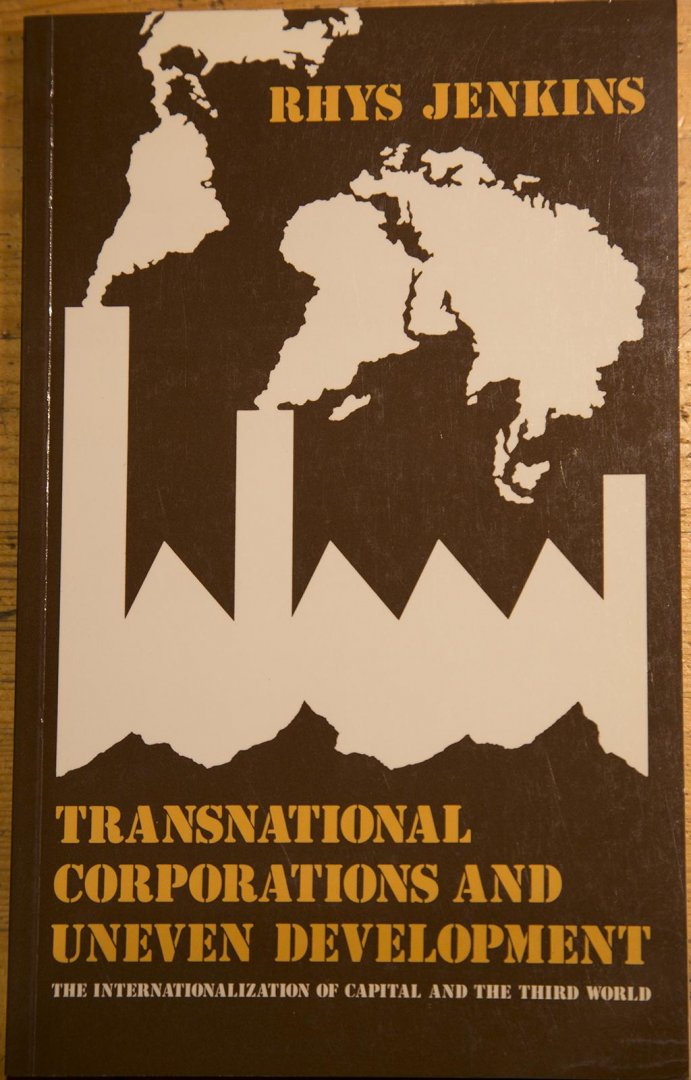 RHYS JENKINS
TRANSNATIONAL
CORPORATIONS AND
UNEVEN DEVELOPMENT
THE INTERNATIONALIZATION OF CAPITAL AND THE THIRD WORLD